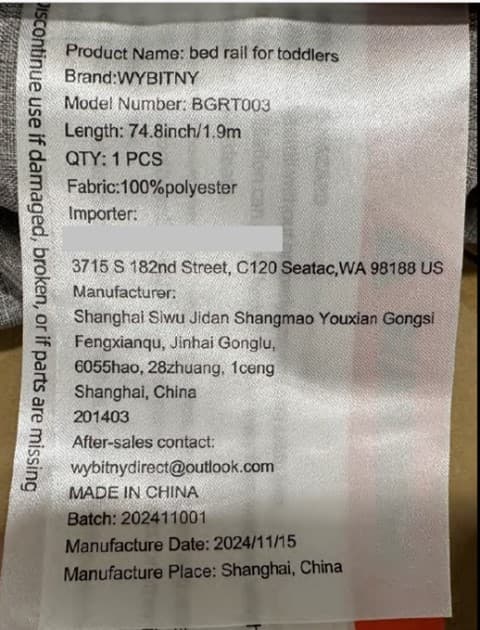 Product Name: bed rail for toddlers
Brand:WYBITNY
Model Number: BGRT003
Length: 74.8inch/1.9m
QTY: 1 PCS
Fabric:100%polyester
Importer:
3715 S 182nd Street, C120 Seatac,WA 98188 US
Manufacturer:
Shanghai Siwu Jidan Shangmao Youxian Gongsi
Fengxianqu, Jinhai Gonglu,
6055hao, 28zhuang, 1ceng
Shanghai, China
201403
After-sales contact:
wybitnydirect@outlook.com
MADE IN CHINA
Batch: 202411001
Manufacture Date: 2024/11/15
Manufacture Place: Shanghai, China
iscontinue use if damaged, broken, or if parts are missing